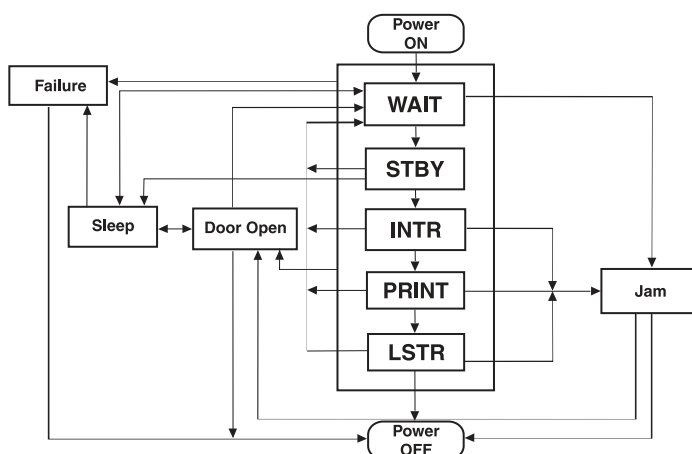 Power
ON
Failure
WAIT
STBY
Sleep
Door Open
INTR
PRINT
Jam
LSTR
Power
OFF